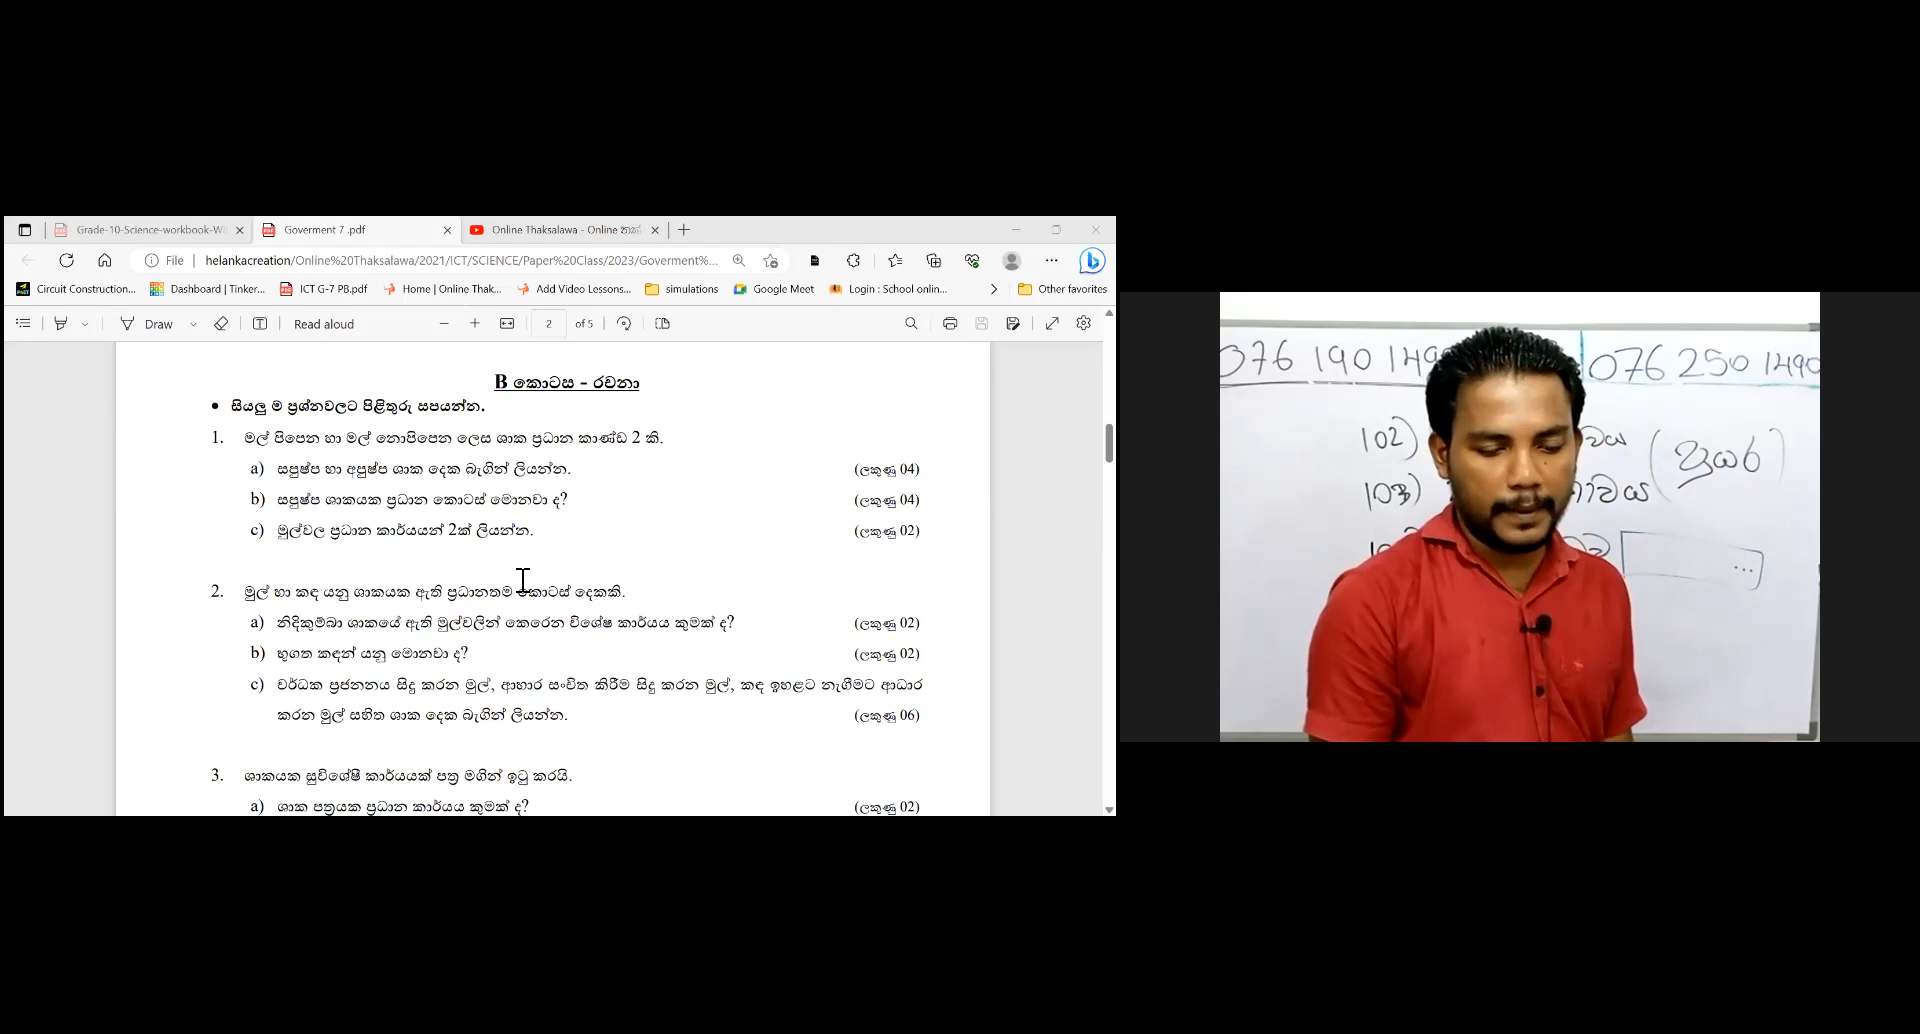 Grade-10-Science-workbook-W
Goverment 7 .pdf
Online Thaksalawa - Online
File
helankacreation/Online%20Thaksalawa/2021/ICT/SCIENCE/Paper%20Class/2023/Goverment%...
Circuit Construction...
Dashboard | Tinker...
ICT G-7 PB.pdf
Home | Online Thak...
Add Video Lessons...
simulations
Google Meet
Login : School onlin...
Other favorites
Draw
Read aloud
2
of 5
B කොටස - රචනා
• සියලු ම ප්‍රශ්නවලට පිළිතුරු සපයන්න.
1. මල් පිපෙන හා මල් නොපිපෙන ලෙස ශාක ප්‍රධාන කාණ්ඩ 2 කි.
a) සපුෂ්ප හා අපුෂ්ප ශාක දෙක බැගින් ලියන්න. (ලකුණු 04)
b) සපුෂ්ප ශාකයක ප්‍රධාන කොටස් මොනවා ද? (ලකුණු 04)
c) මුල්වල ප්‍රධාන කාර්යයන් 2ක් ලියන්න. (ලකුණු 02)
2. මුල් හා කඳ යනු ශාකයක ඇති ප්‍රධානතම කොටස් දෙකකි.
a) නිදිකුම්බා ශාකයේ ඇති මුල්වලින් කෙරෙන විශේෂ කාර්යය කුමක් ද? (ලකුණු 02)
b) භූගත කඳන් යනු මොනවා ද? (ලකුණු 02)
c) වර්ධක ප්‍රජනනය සිදු කරන මුල්, ආහාර සංචිත කිරීම සිදු කරන මුල්, කඳ ඉහළට නැගීමට ආධාර
කරන මුල් සහිත ශාක දෙක බැගින් ලියන්න. (ලකුණු 06)
3. ශාකයක සුවිශේෂී කාර්යයක් පත්‍ර මගින් ඉටු කරයි.
a) ශාක පත්‍රයක ප්‍රධාන කාර්යය කුමක් ද? (ලකුණු 02)
076 190 149
076 250 1490
102)
103)